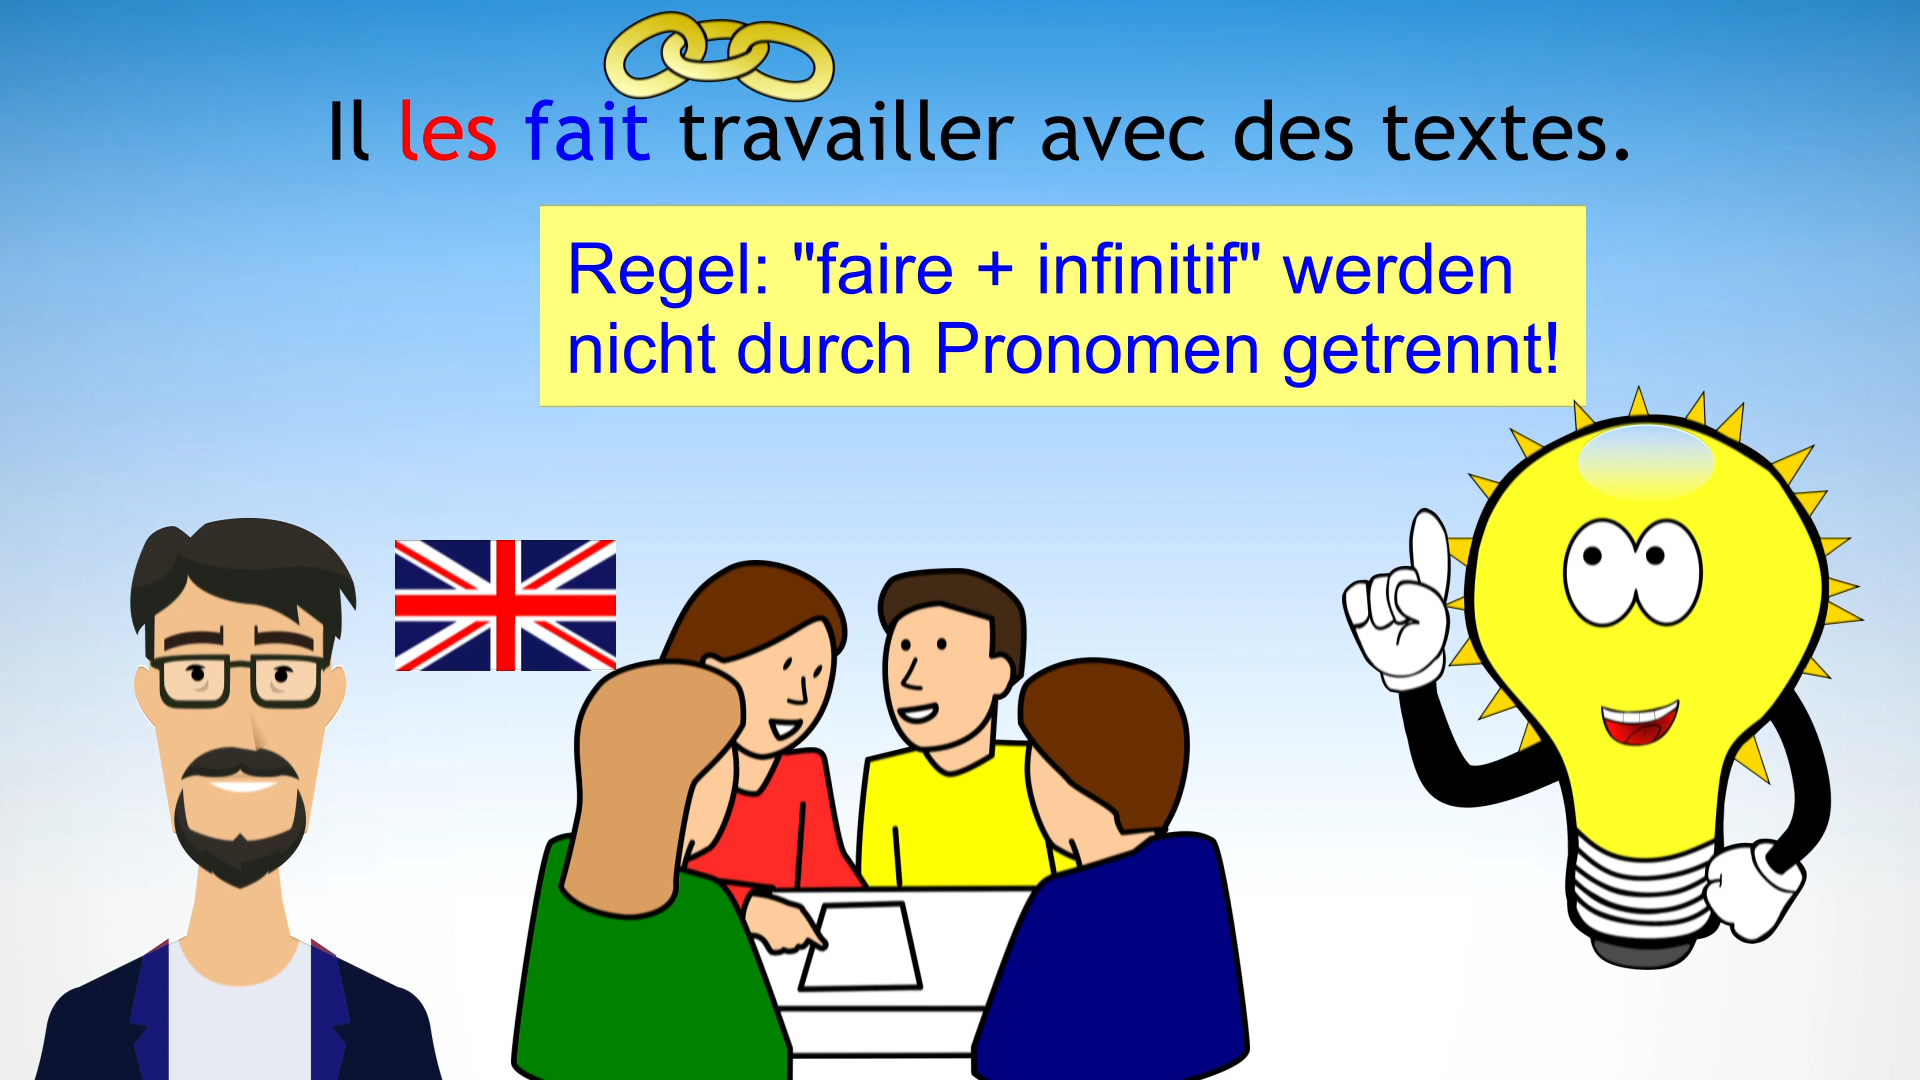 Il les fait travailler avec des textes.
Regel: "faire + infinitif" werden
nicht durch Pronomen getrennt!